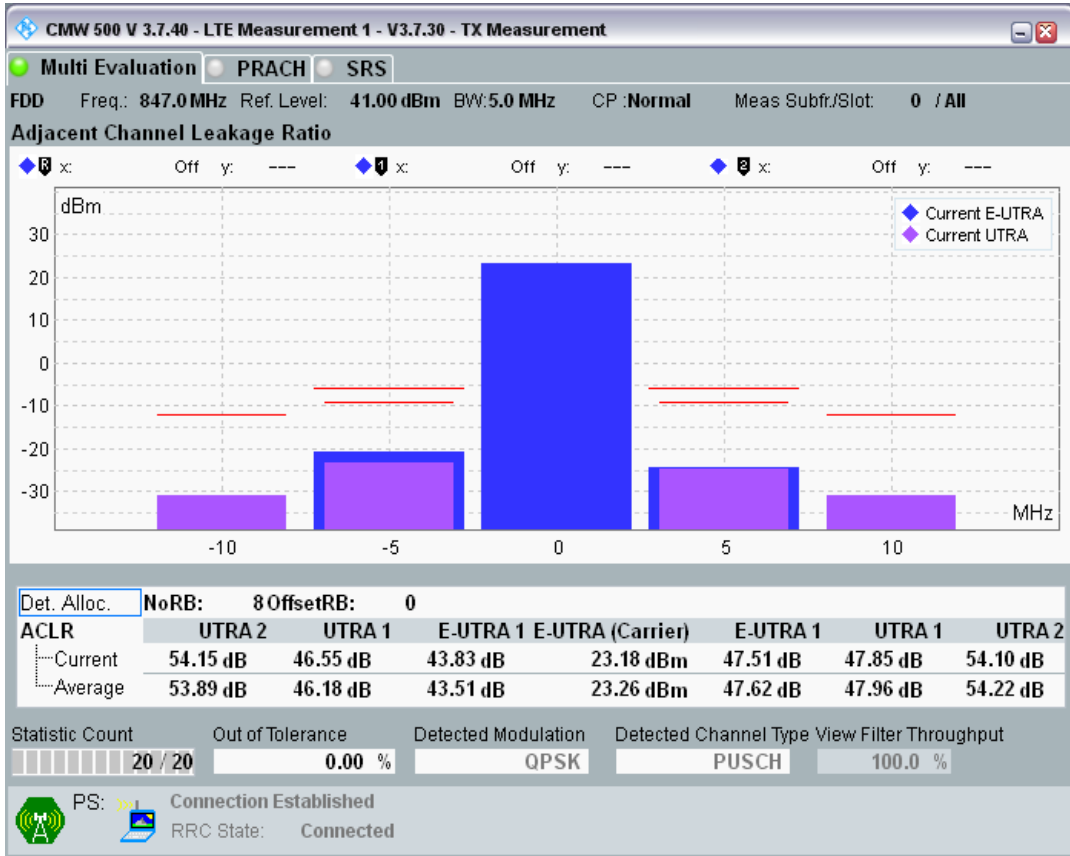 CMW 500 V 3.7.40 - LTE Measurement 1 - V3.7.30 - TX Measurement
Multi Evaluation PRACH SRS
FDD Freq.: 847.0 MHz Ref. Level: 41.00 dBm BW: 5.0 MHz CP : Normal Meas Subfr./Slot: 0 / All
Adjacent Channel Leakage Ratio
R x: Off y: --- 1 x: Off y: --- 2 x: Off y: ---
dBm
Current E-UTRA
Current UTRA
30
20
10
0
-10
-20
-30
MHz
-10 -5 0 5 10
Det. Alloc. NoRB: 8 OffsetRB: 0
ACLR UTRA 2 UTRA 1 E-UTRA 1 E-UTRA (Carrier) E-UTRA 1 UTRA 1 UTRA 2
Current 54.15 dB 46.55 dB 43.83 dB 23.18 dBm 47.51 dB 47.85 dB 54.10 dB
Average 53.89 dB 46.18 dB 43.51 dB 23.26 dBm 47.62 dB 47.96 dB 54.22 dB
Statistic Count Out of Tolerance Detected Modulation Detected Channel Type View Filter Throughput
20 / 20 0.00 % QPSK PUSCH 100.0 %
PS: Connection Established
RRC State: Connected